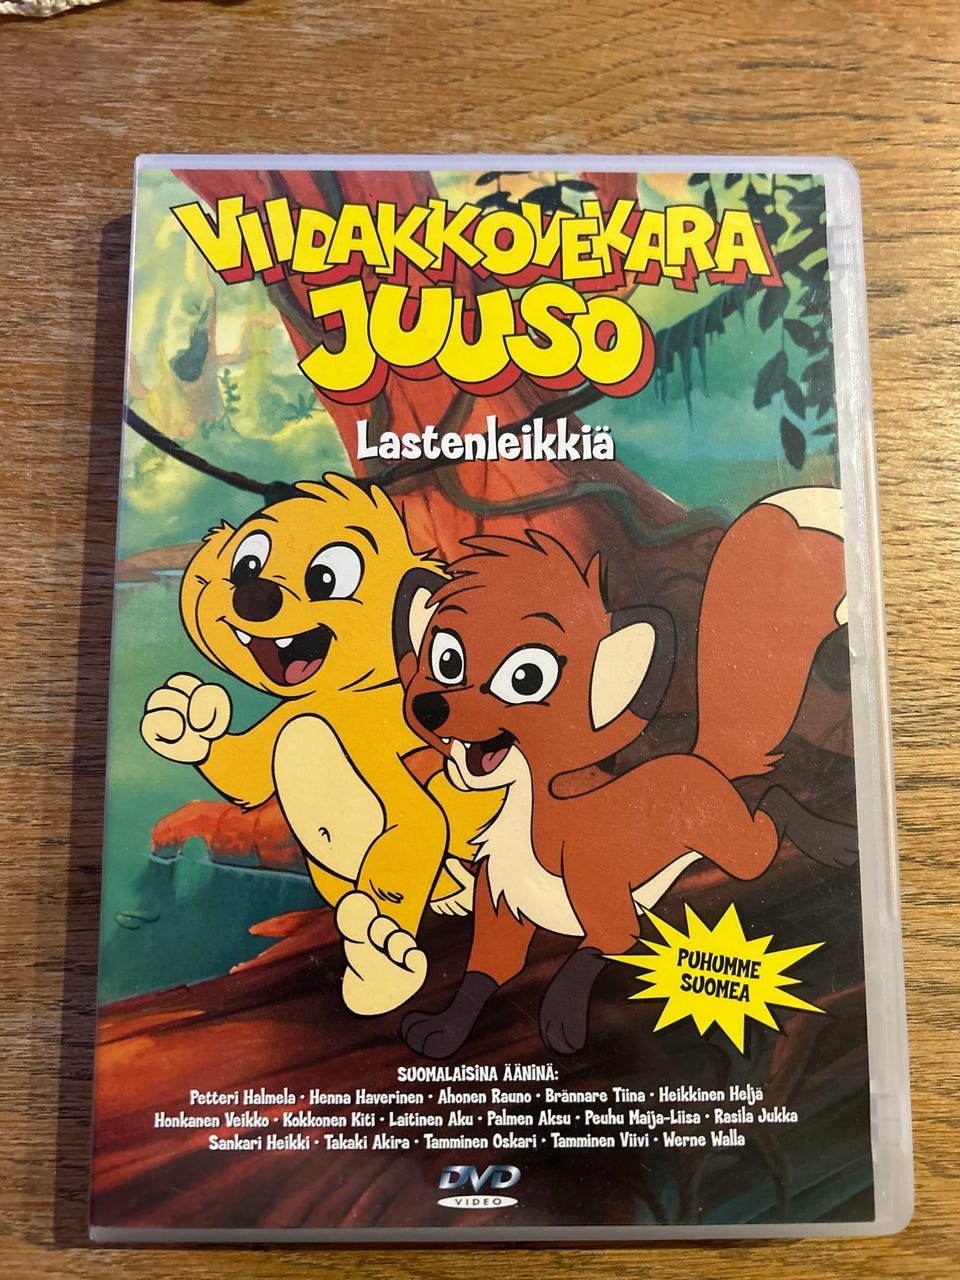 VIIDAKKOVEKARA
JUUSO
Lastenleikkiä
PUHUMME
SUOMEA
SUOMALAISINA ÄÄNINÄ:
Petteri Halmela • Henna Haverinen • Ahonen Rauno • Brännare Tiina • Heikkinen Heljä
Honkanen Veikko • Kokkonen Kiti • Laitinen Aku • Palmen Aksu • Peuhu Maija-Liisa • Rasila Jukka
Sankari Heikki • Takaki Akira • Tamminen Oskari • Tamminen Viivi • Werne Walla
DVD
VIDEO